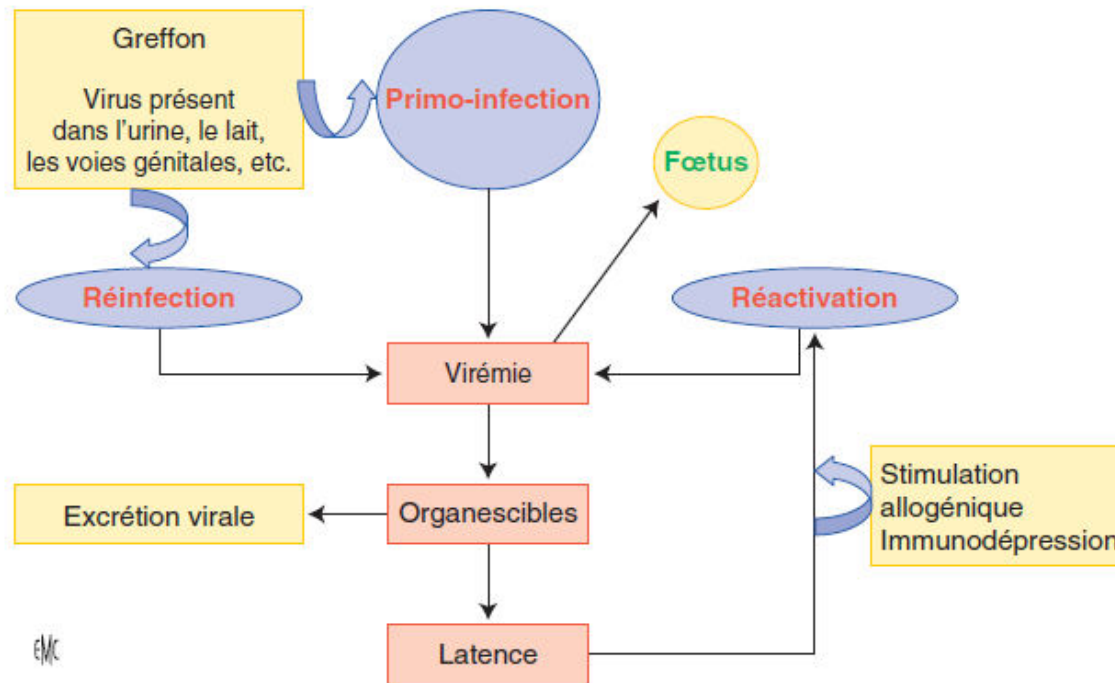 Greffon
Virus présent
dans l'urine, le lait,
les voies génitales, etc.
Primo-infection
Fœtus
Réinfection
Réactivation
Virémie
Excrétion virale
Organescibles
Stimulation
allogénique
Immunodépression
Latence
EMC